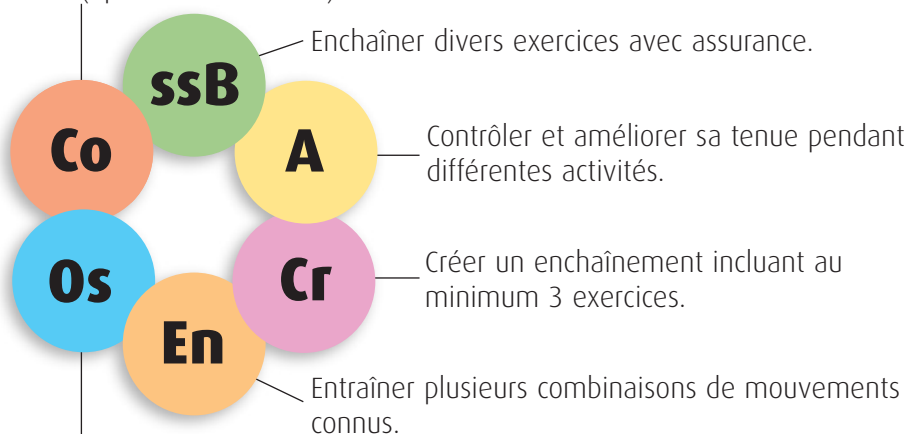 ssB
Enchaîner divers exercices avec assurance.
Co
A
Contrôler et améliorer sa tenue pendant
différentes activités.
Os
Cr
Créer un enchaînement incluant au
minimum 3 exercices.
En
Entraîner plusieurs combinaisons de mouvements
connus.